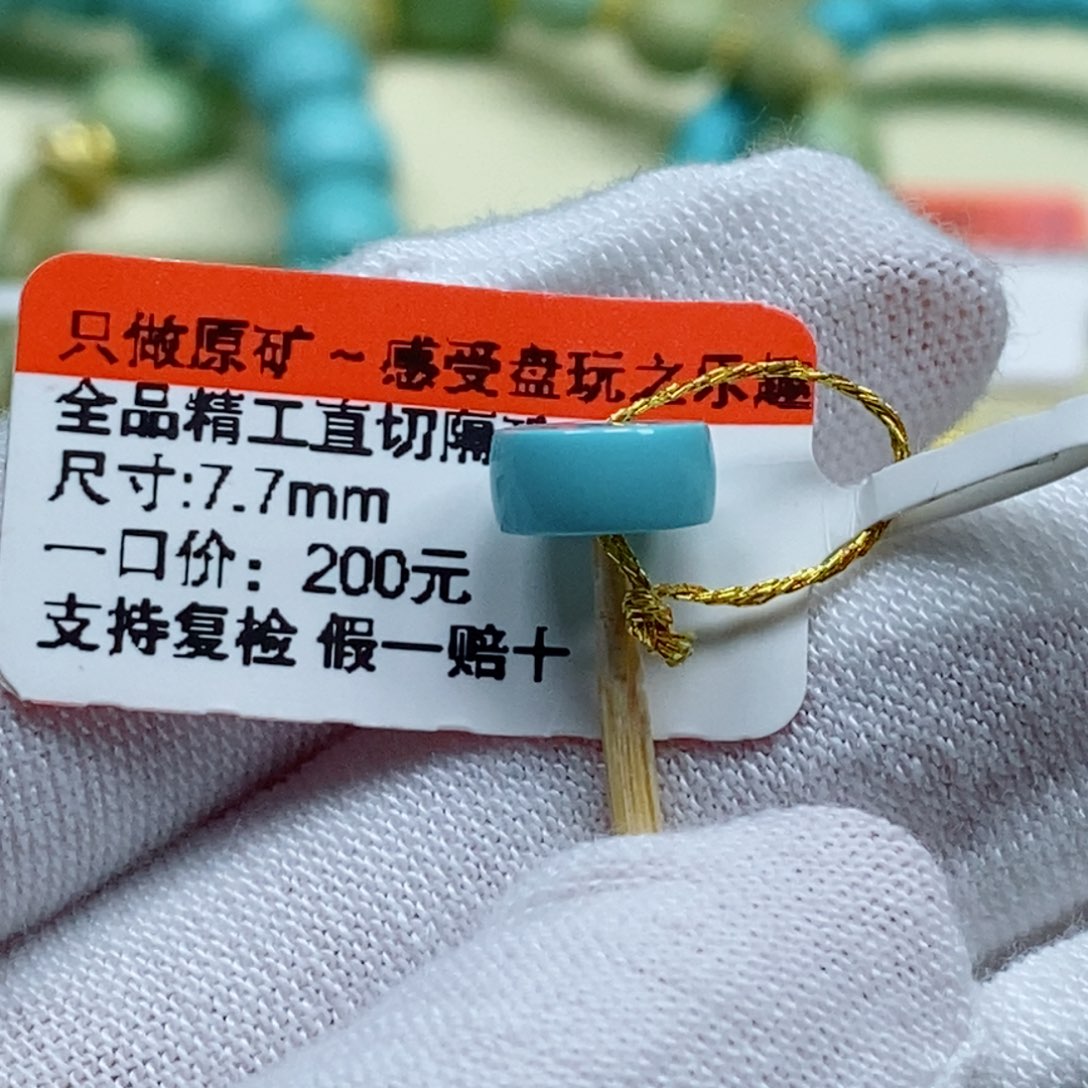 只做原矿~感受盘玩之乐趣
全品精工直切隔
尺寸:7.7mm
一口价：200元
支持复检 假一赔十